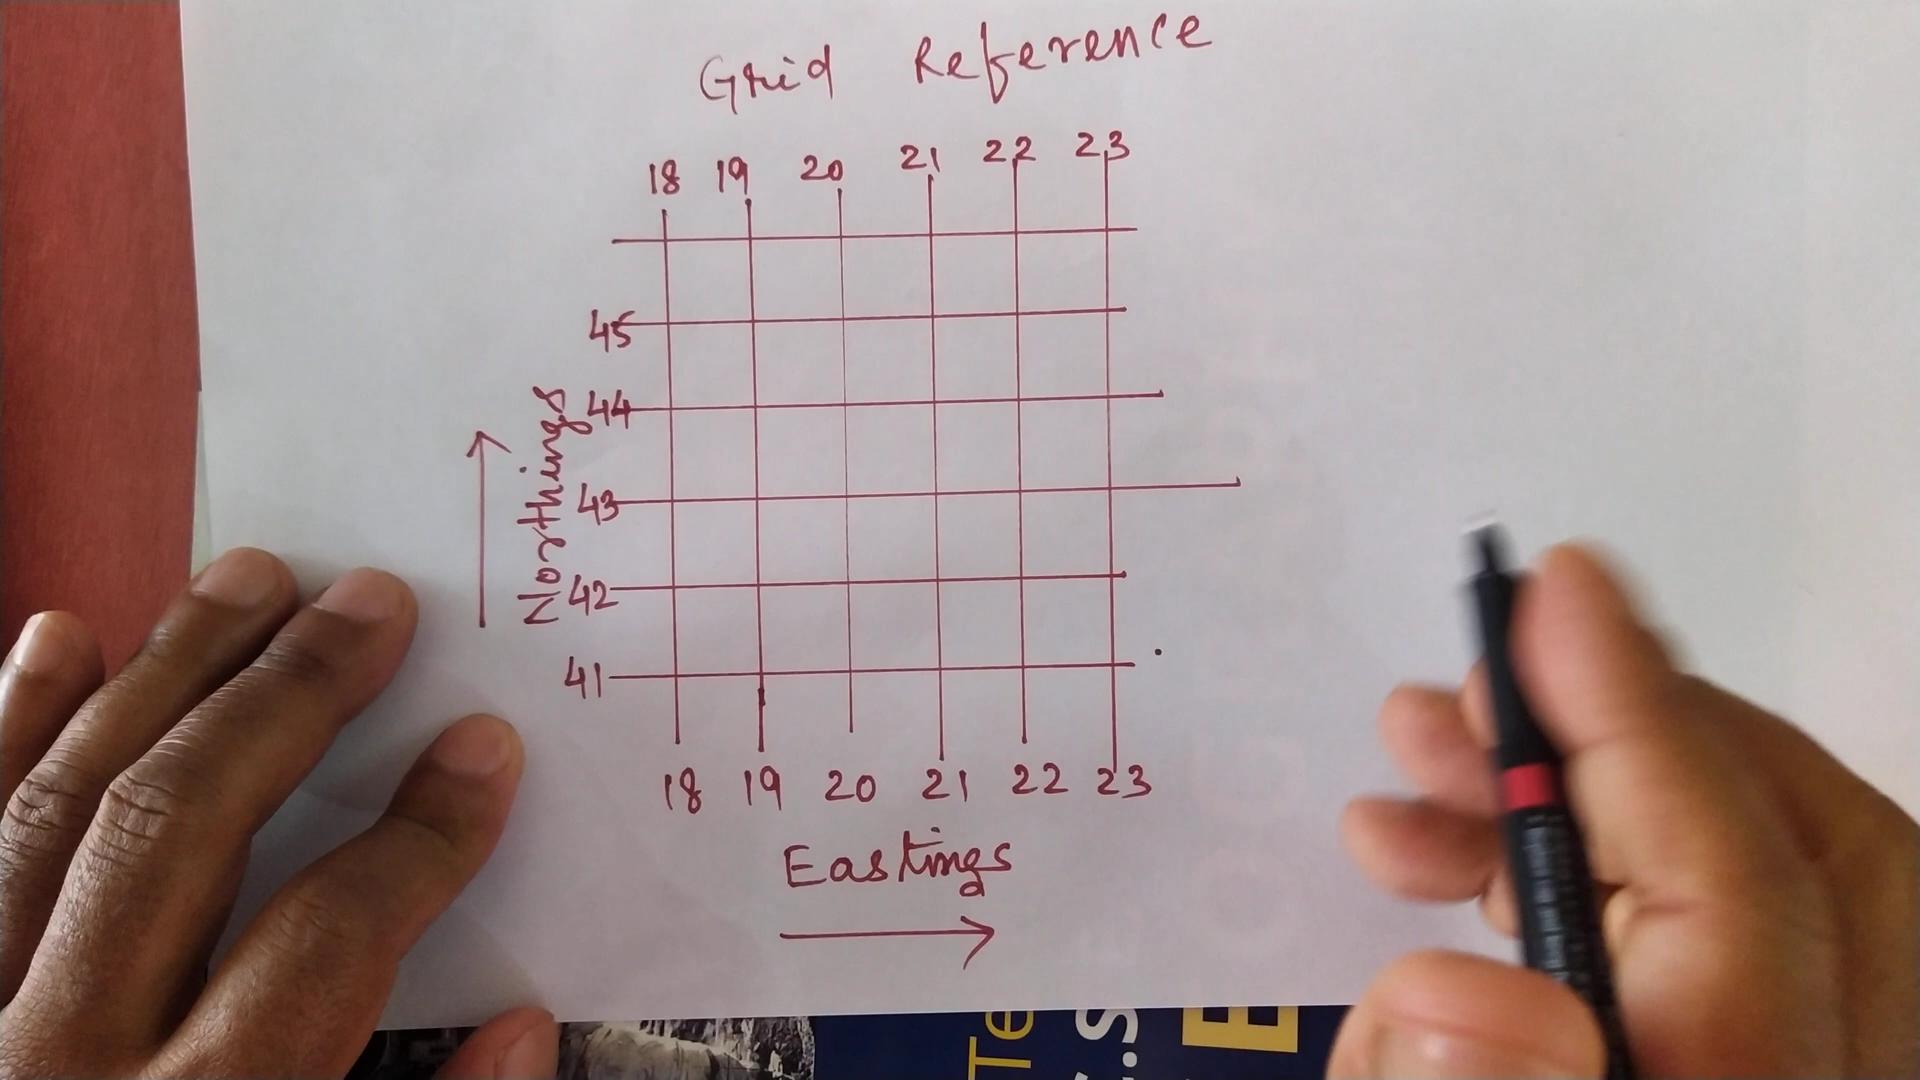 Grid Reference
18 19 20 21 22 23
45
44
43
42
41
Northings
18 19 20 21 22 23
Eastings
Te
.S
E